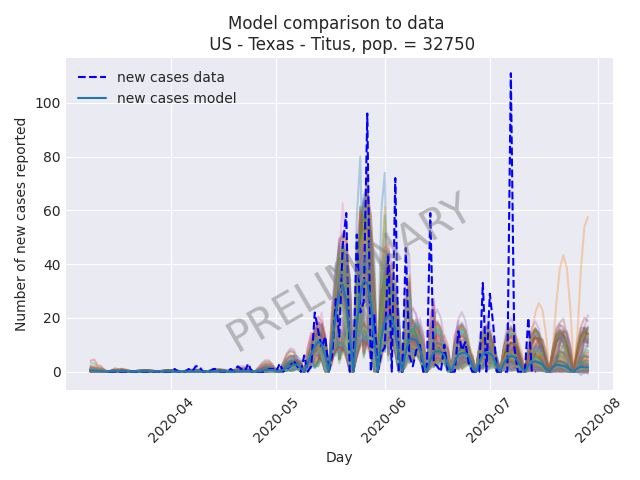 Model comparison to data
US - Texas - Titus, pop. = 32750
new cases data
new cases model
100
80
60
40
20
0
Number of new cases reported
PRELIMINARY
2020-04
2020-05
2020-06
2020-07
2020-08
Day